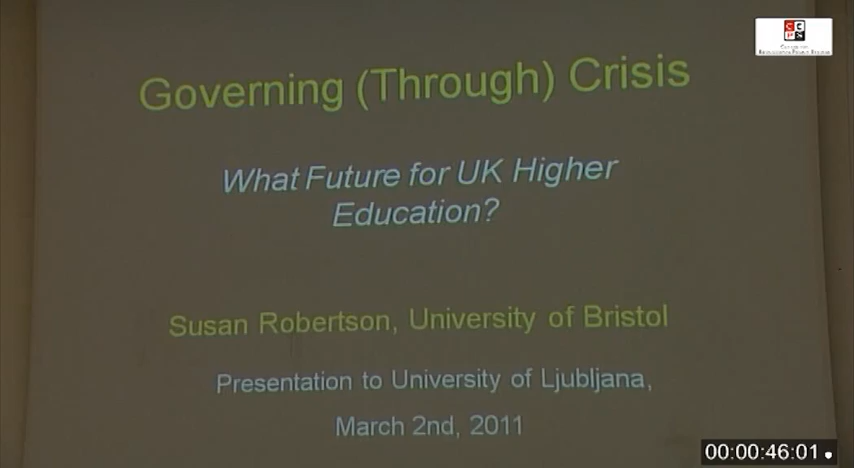 Governing (Through) Crisis
What Future for UK Higher
Education?
Susan Robertson, University of Bristol
Presentation to University of Ljubljana,
March 2nd, 2011
00:00:46:01